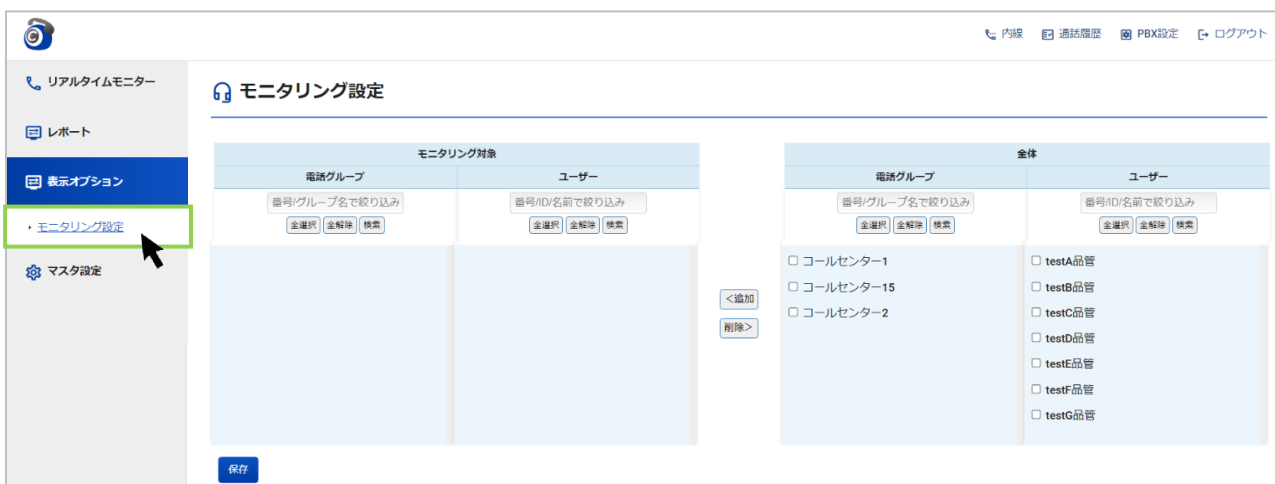 内線 通話履歴 PBX設定 ログアウト
リアルタイムモニター
レポート
表示オプション
モニタリング設定
マスタ設定
モニタリング設定
モニタリング対象
電話グループ ユーザー
番号/グループ名で絞り込み 番号/ID/名前で絞り込み
全選択 全解除 検索 全選択 全解除 検索
<追加
削除>
全体
電話グループ ユーザー
番号/グループ名で絞り込み 番号/ID/名前で絞り込み
全選択 全解除 検索 全選択 全解除 検索
コールセンター1
コールセンター15
コールセンター2
testA品管
testB品管
testC品管
testD品管
testE品管
testF品管
testG品管
保存